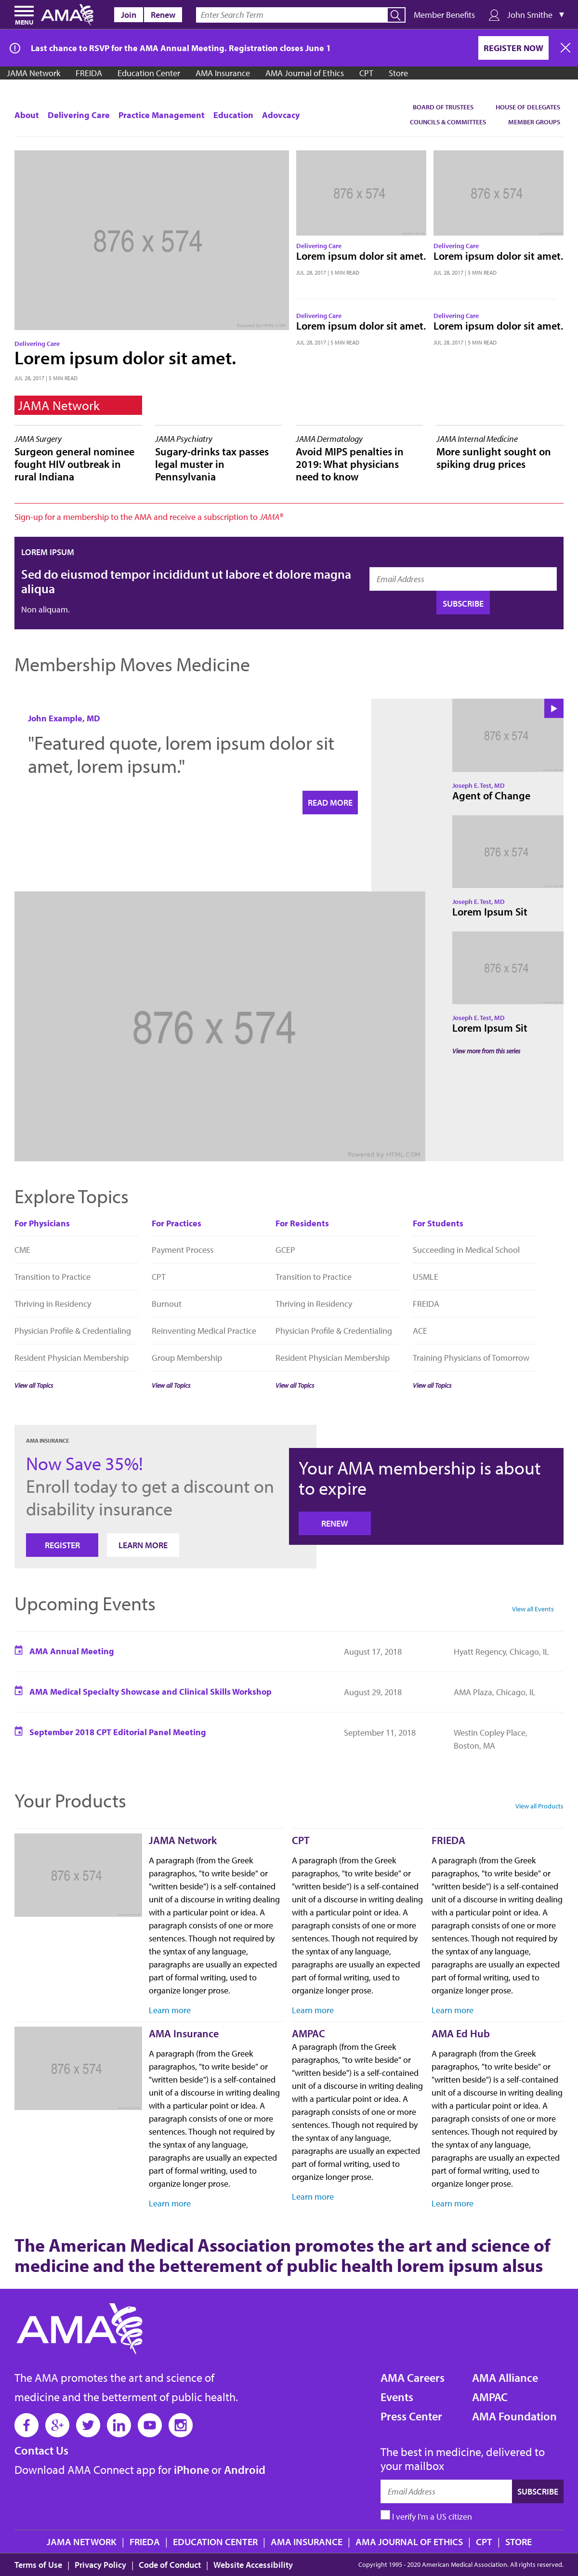 MENU AMA Join Renew Enter Search Term Member Benefits John Smithe
Last chance to RSVP for the AMA Annual Meeting. Registration closes June 1 REGISTER NOW
JAMA Network FREIDA Education Center AMA Insurance AMA Journal of Ethics CPT Store
BOARD OF TRUSTEES HOUSE OF DELEGATES
About Delivering Care Practice Management Education Adovcacy
COUNCILS & COMMITTEES MEMBER GROUPS
876 x 574
876 x 574
876 x 574
Delivering Care
Lorem ipsum dolor sit amet.
JUL 28, 2017 | 5 MIN READ
Delivering Care
Lorem ipsum dolor sit amet.
JUL 28, 2017 | 5 MIN READ
Delivering Care
Lorem ipsum dolor sit amet.
JUL 28, 2017 | 5 MIN READ
Delivering Care
Lorem ipsum dolor sit amet.
JUL 28, 2017 | 5 MIN READ
Powered by HTML.COM
Delivering Care
Lorem ipsum dolor sit amet.
JUL 28, 2017 | 5 MIN READ
JAMA Network
JAMA Surgery
Surgeon general nominee
fought HIV outbreak in
rural Indiana
JAMA Psychiatry
Sugary-drinks tax passes
legal muster in
Pennsylvania
JAMA Dermatology
Avoid MIPS penalties in
2019: What physicians
need to know
JAMA Internal Medicine
More sunlight sought on
spiking drug prices
Sign-up for a membership to the AMA and receive a subscription to JAMA®
LOREM IPSUM
Sed do eiusmod tempor incididunt ut labore et dolore magna
aliqua
Non aliquam.
Email Address
SUBSCRIBE
Membership Moves Medicine
John Example, MD
"Featured quote, lorem ipsum dolor sit
amet, lorem ipsum."
READ MORE
876 x 574
Powered by HTML.COM
876 x 574
Joseph E. Test, MD
Agent of Change
876 x 574
Joseph E. Test, MD
Lorem Ipsum Sit
876 x 574
Joseph E. Test, MD
Lorem Ipsum Sit
View more from this series
Explore Topics
For Physicians
CME
Transition to Practice
Thriving in Residency
Physician Profile & Credentialing
Resident Physician Membership
View all Topics
For Practices
Payment Process
CPT
Burnout
Reinventing Medical Practice
Group Membership
View all Topics
For Residents
GCEP
Transition to Practice
Thriving in Residency
Physician Profile & Credentialing
Resident Physician Membership
View all Topics
For Students
Succeeding in Medical School
USMLE
FREIDA
ACE
Training Physicians of Tomorrow
View all Topics
AMA INSURANCE
Now Save 35%!
Enroll today to get a discount on
disability insurance
REGISTER LEARN MORE
Your AMA membership is about
to expire
RENEW
Upcoming Events
View all Events
AMA Annual Meeting August 17, 2018 Hyatt Regency, Chicago, IL
AMA Medical Specialty Showcase and Clinical Skills Workshop August 29, 2018 AMA Plaza, Chicago, IL
September 2018 CPT Editorial Panel Meeting September 11, 2018 Westin Copley Place,
Boston, MA
Your Products
View all Products
876 x 574
JAMA Network
A paragraph (from the Greek
paragraphos, "to write beside" or
"written beside") is a self-contained
unit of a discourse in writing dealing
with a particular point or idea. A
paragraph consists of one or more
sentences. Though not required by
the syntax of any language,
paragraphs are usually an expected
part of formal writing, used to
organize longer prose.
Learn more
CPT
A paragraph (from the Greek
paragraphos, "to write beside" or
"written beside") is a self-contained
unit of a discourse in writing dealing
with a particular point or idea. A
paragraph consists of one or more
sentences. Though not required by
the syntax of any language,
paragraphs are usually an expected
part of formal writing, used to
organize longer prose.
Learn more
FRIEDA
A paragraph (from the Greek
paragraphos, "to write beside" or
"written beside") is a self-contained
unit of a discourse in writing dealing
with a particular point or idea. A
paragraph consists of one or more
sentences. Though not required by
the syntax of any language,
paragraphs are usually an expected
part of formal writing, used to
organize longer prose.
Learn more
876 x 574
AMA Insurance
A paragraph (from the Greek
paragraphos, "to write beside" or
"written beside") is a self-contained
unit of a discourse in writing dealing
with a particular point or idea. A
paragraph consists of one or more
sentences. Though not required by
the syntax of any language,
paragraphs are usually an expected
part of formal writing, used to
organize longer prose.
Learn more
AMPAC
A paragraph (from the Greek
paragraphos, "to write beside" or
"written beside") is a self-contained
unit of a discourse in writing dealing
with a particular point or idea. A
paragraph consists of one or more
sentences. Though not required by
the syntax of any language,
paragraphs are usually an expected
part of formal writing, used to
organize longer prose.
Learn more
AMA Ed Hub
A paragraph (from the Greek
paragraphos, "to write beside" or
"written beside") is a self-contained
unit of a discourse in writing dealing
with a particular point or idea. A
paragraph consists of one or more
sentences. Though not required by
the syntax of any language,
paragraphs are usually an expected
part of formal writing, used to
organize longer prose.
Learn more
The American Medical Association promotes the art and science of
medicine and the betterement of public health lorem ipsum alsus
AMA
The AMA promotes the art and science of
medicine and the betterment of public health.
Contact Us
Download AMA Connect app for iPhone or Android
AMA Careers AMA Alliance
Events AMPAC
Press Center AMA Foundation
The best in medicine, delivered to
your mailbox
Email Address SUBSCRIBE
I verify I'm a US citizen
JAMA NETWORK | FRIEDA | EDUCATION CENTER | AMA INSURANCE | AMA JOURNAL OF ETHICS | CPT | STORE
Terms of Use | Privacy Policy | Code of Conduct | Website Accessibility Copyright 1995 - 2020 American Medical Association. All rights reserved.